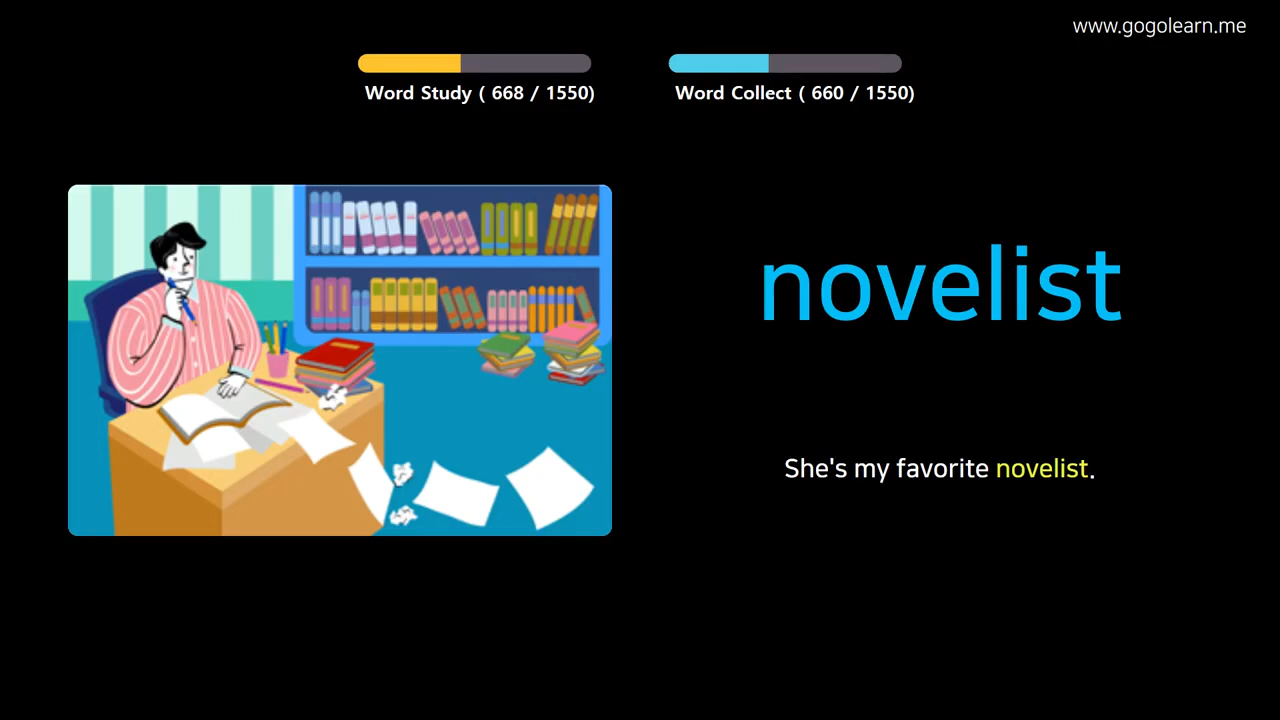 www.gogolearn.me
Word Study ( 668 / 1550)
Word Collect ( 660 / 1550)
novelist
She's my favorite novelist.